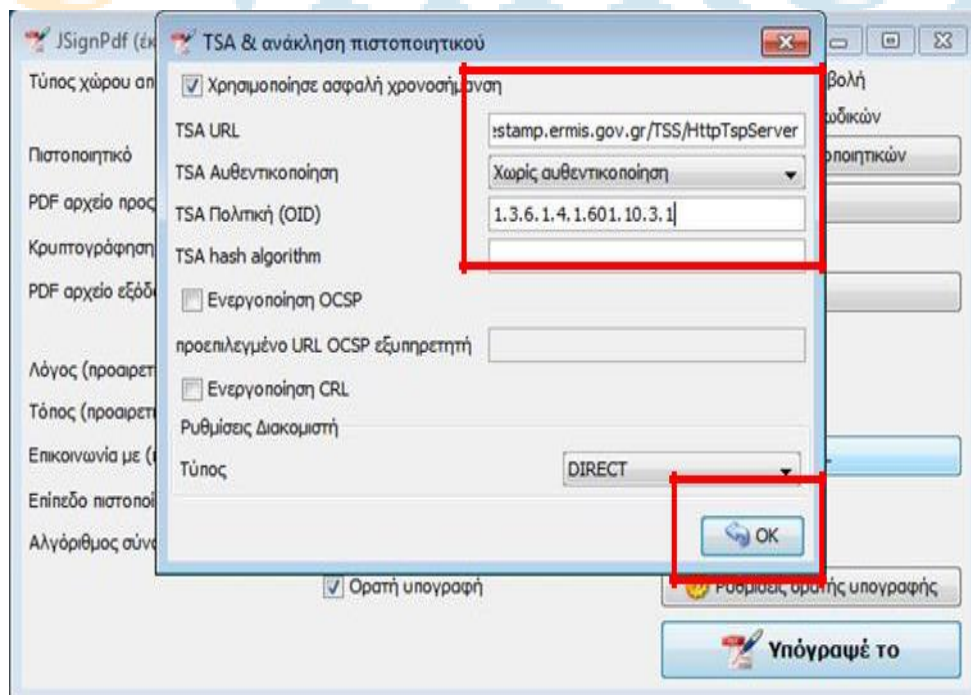 JSignPdf (έκ
TSA & ανάκληση πιστοποιητικού
Τύπος χώρου απ
Χρησιμοποίησε ασφαλή χρονοσήμανση
βολή
ωδικών
TSA URL
estamp.ermis.gov.gr/TSS/HttpTspServer
Πιστοποιητικό
TSA Αυθεντικοποίηση
Χωρίς αυθεντικοποίηση
οποιητικών
PDF αρχείο προς
TSA Πολιτική (OID)
1.3.6.1.4.1.601.10.3.1
Κρυπτογράφηση
TSA hash algorithm
PDF αρχείο εξόδ
Ενεργοποίηση OCSP
προεπιλεγμένο URL OCSP εξυπηρετητή
Λόγος (προαιρετ
Ενεργοποίηση CRL
Τόπος (προαιρετι
Ρυθμίσεις Διακομιστή
Επικοινωνία με (
Τύπος
DIRECT
Επίπεδο πιστοποί
Αλγόριθμος σύνο
OK
Ορατή υπογραφή
Ρυθμίσεις ορατής υπογραφής
Υπόγραψέ το